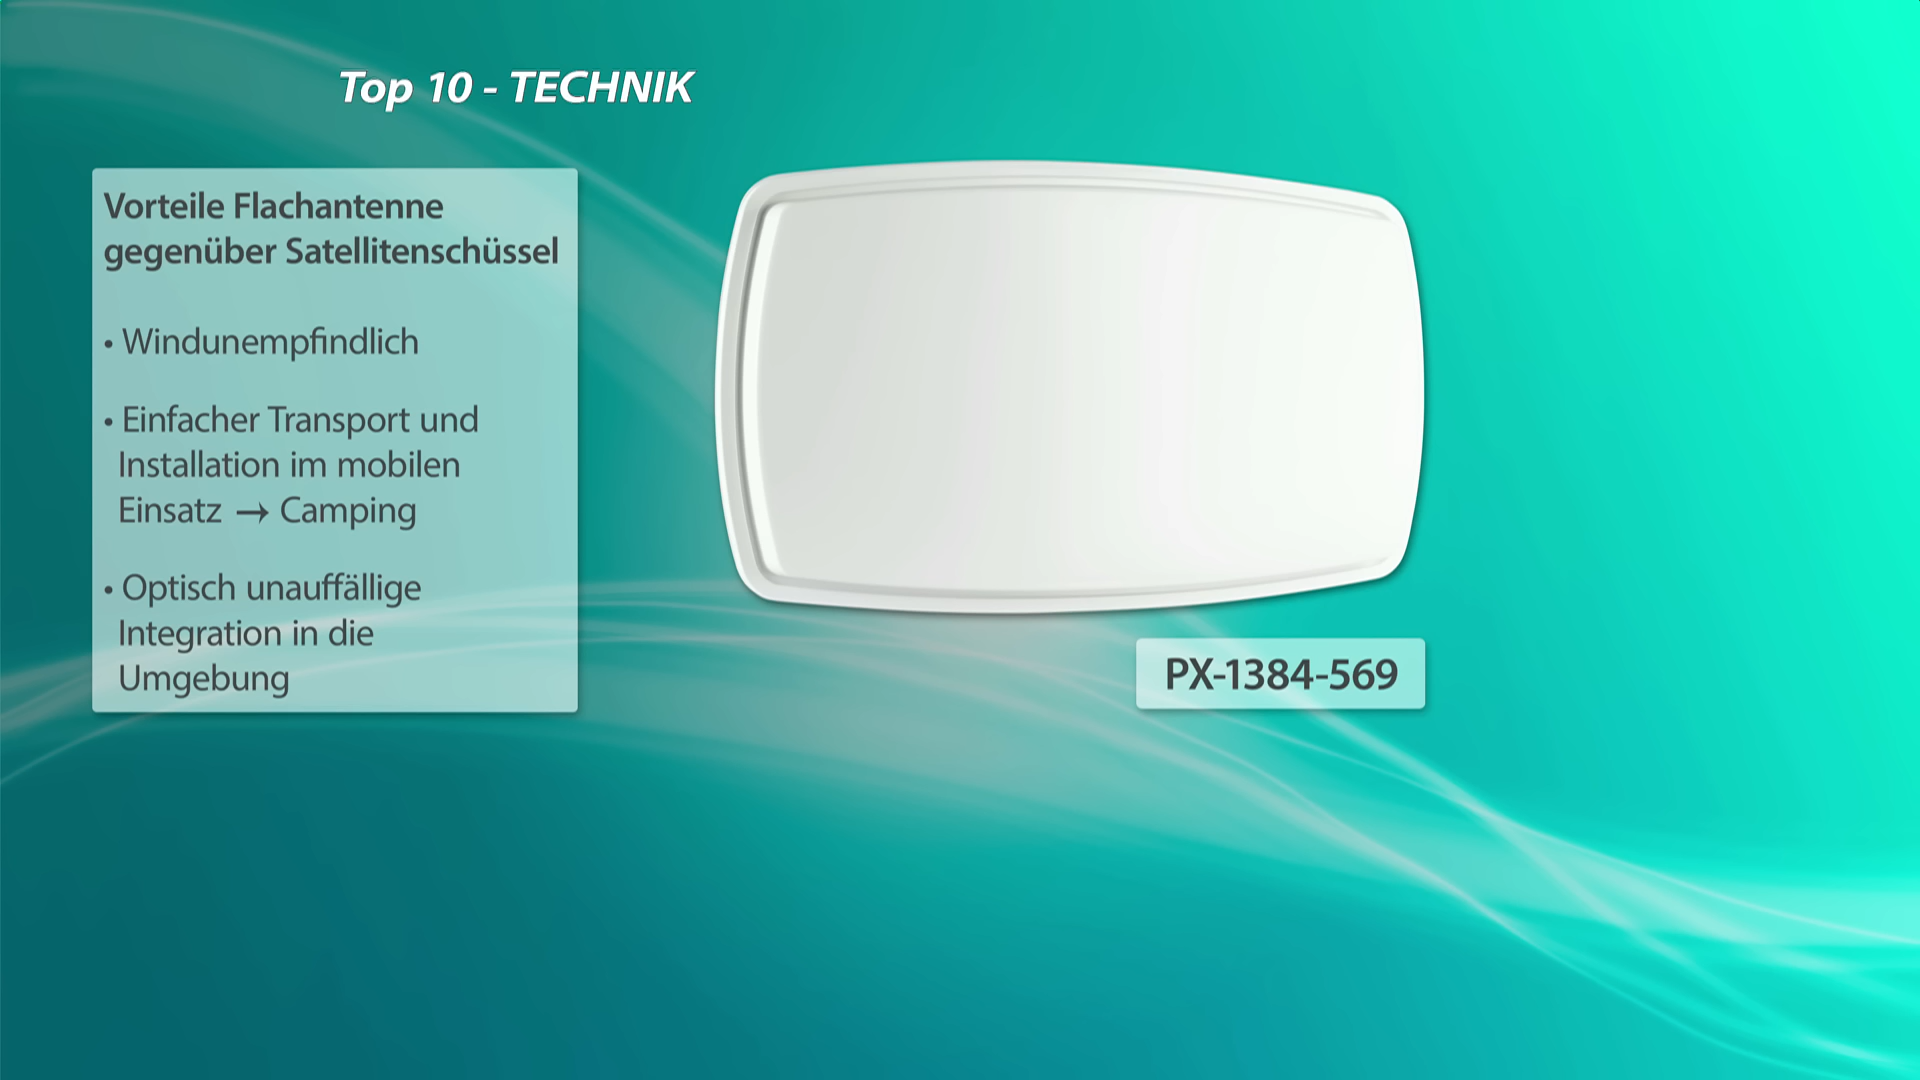 Top 10 - TECHNIK
Vorteile Flachantenne
gegenüber Satellitenschüssel
• Windunempfindlich
• Einfacher Transport und
Installation im mobilen
Einsatz → Camping
• Optisch unauffällige
Integration in die
Umgebung
PX-1384-569